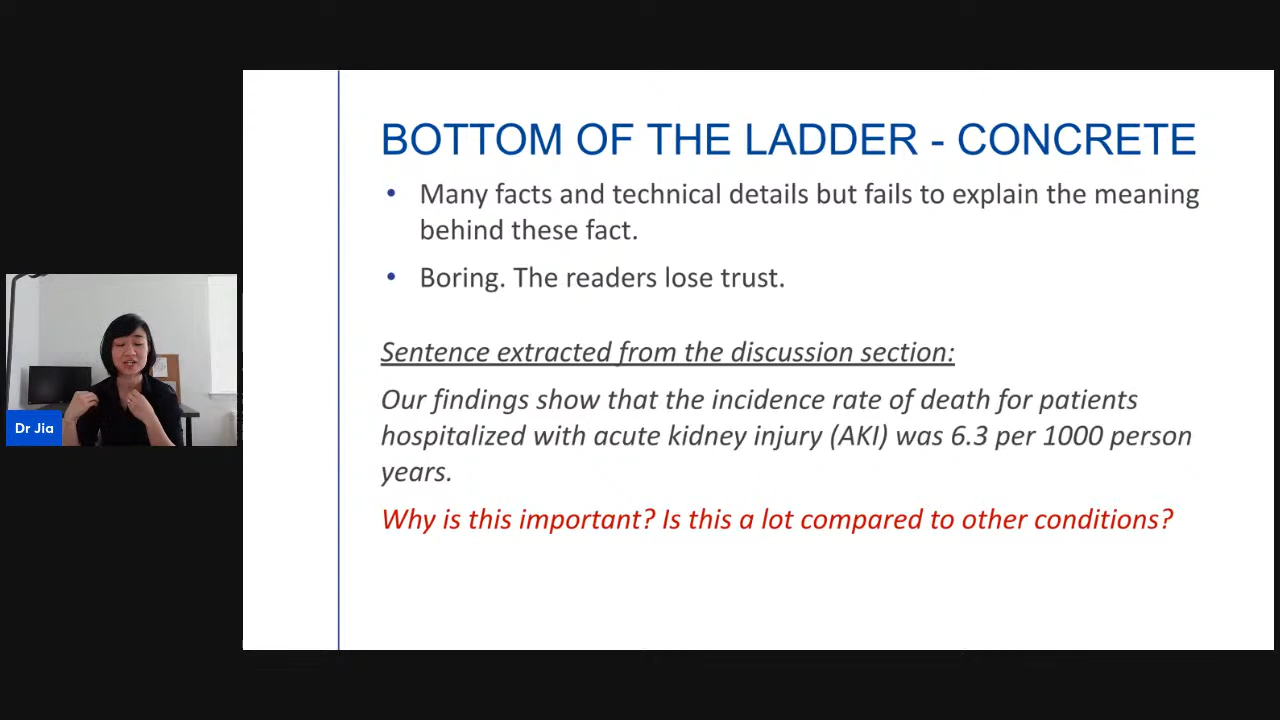 BOTTOM OF THE LADDER - CONCRETE
• Many facts and technical details but fails to explain the meaning
behind these fact.
• Boring. The readers lose trust.
Sentence extracted from the discussion section:
Our findings show that the incidence rate of death for patients
hospitalized with acute kidney injury (AKI) was 6.3 per 1000 person
years.
Why is this important? Is this a lot compared to other conditions?
Dr Jia